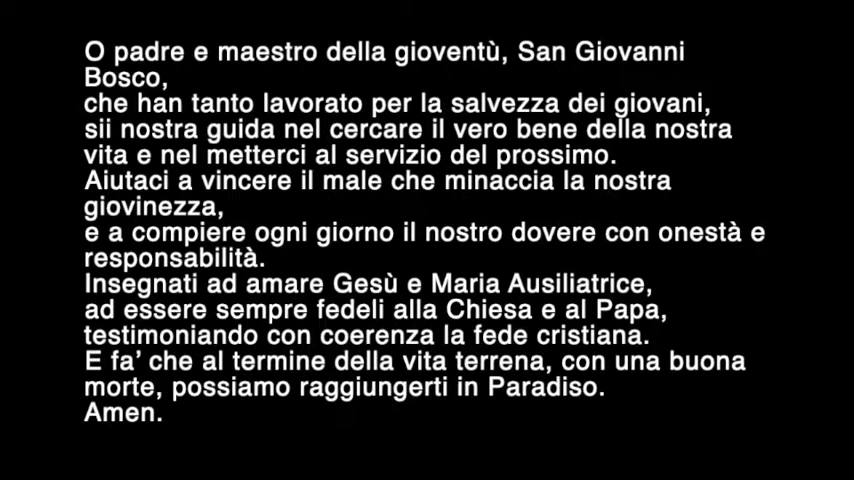 O padre e maestro della gioventù, San Giovanni
Bosco,
che han tanto lavorato per la salvezza dei giovani,
sii nostra guida nel cercare il vero bene della nostra
vita e nel metterci al servizio del prossimo.
Aiutaci a vincere il male che minaccia la nostra
giovinezza,
e a compiere ogni giorno il nostro dovere con onestà e
responsabilità.
Insegnati ad amare Gesù e Maria Ausiliatrice,
ad essere sempre fedeli alla Chiesa e al Papa,
testimoniando con coerenza la fede cristiana.
E fa’ che al termine della vita terrena, con una buona
morte, possiamo raggiungerti in Paradiso.
Amen.